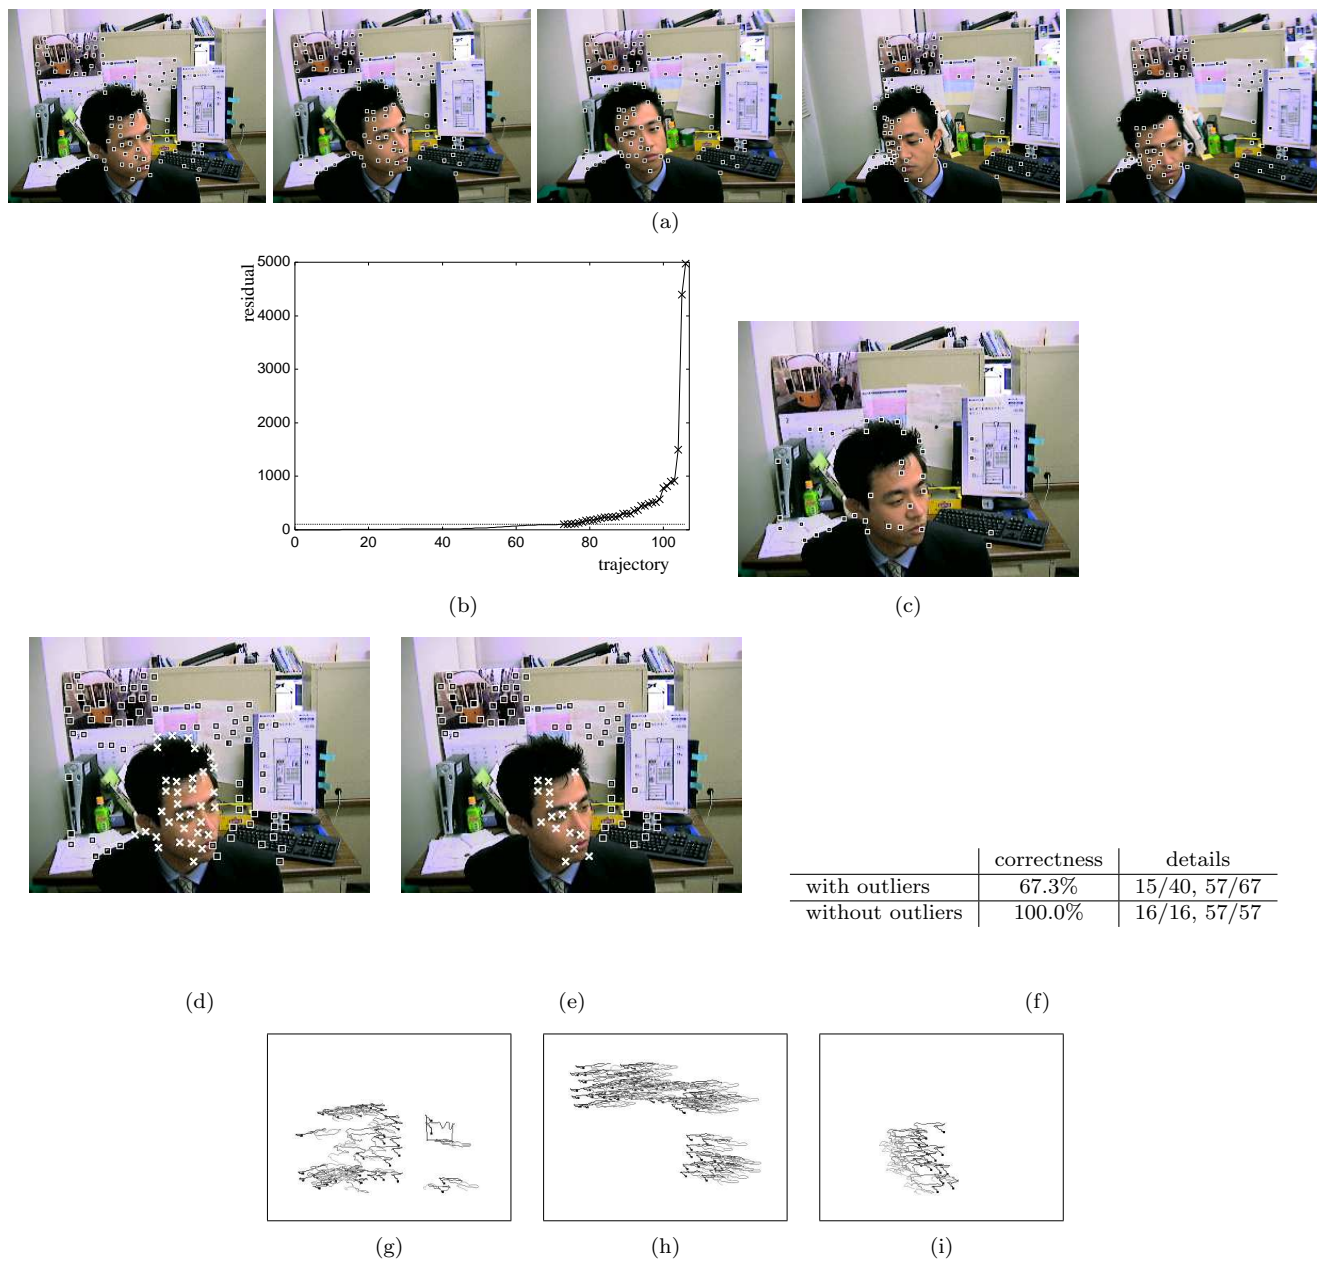 (a)
residual
5000
4000
3000
2000
1000
0
0 20 40 60 80 100
trajectory
(b)
(c)
correctness details
with outliers 67.3% 15/40, 57/67
without outliers 100.0% 16/16, 57/57
(d)
(e)
(f)
(g)
(h)
(i)